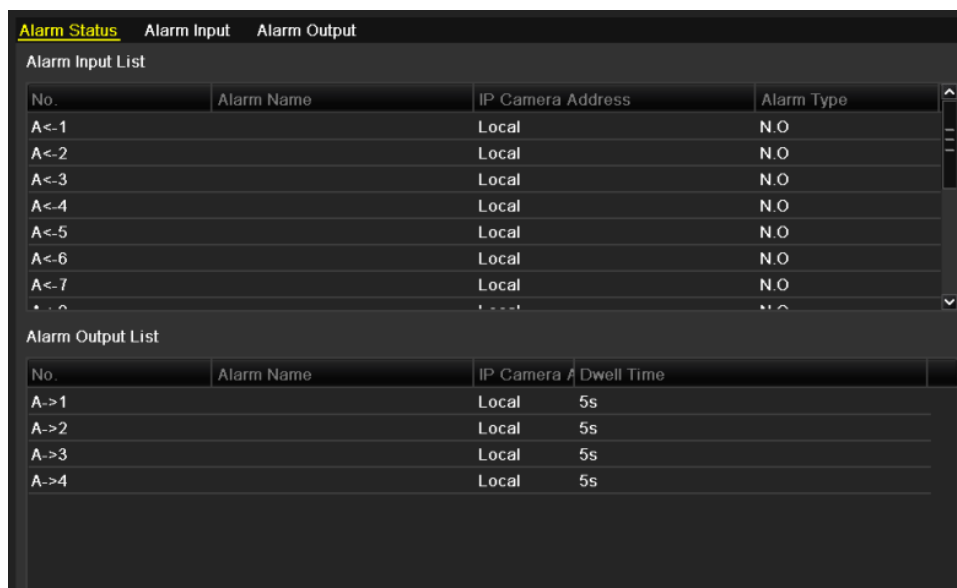 Alarm Status Alarm Input Alarm Output
Alarm Input List
No. Alarm Name IP Camera Address Alarm Type
A<-1 Local N.O
A<-2 Local N.O
A<-3 Local N.O
A<-4 Local N.O
A<-5 Local N.O
A<-6 Local N.O
A<-7 Local N.O
Alarm Output List
No. Alarm Name IP Camera A Dwell Time
A->1 Local 5s
A->2 Local 5s
A->3 Local 5s
A->4 Local 5s